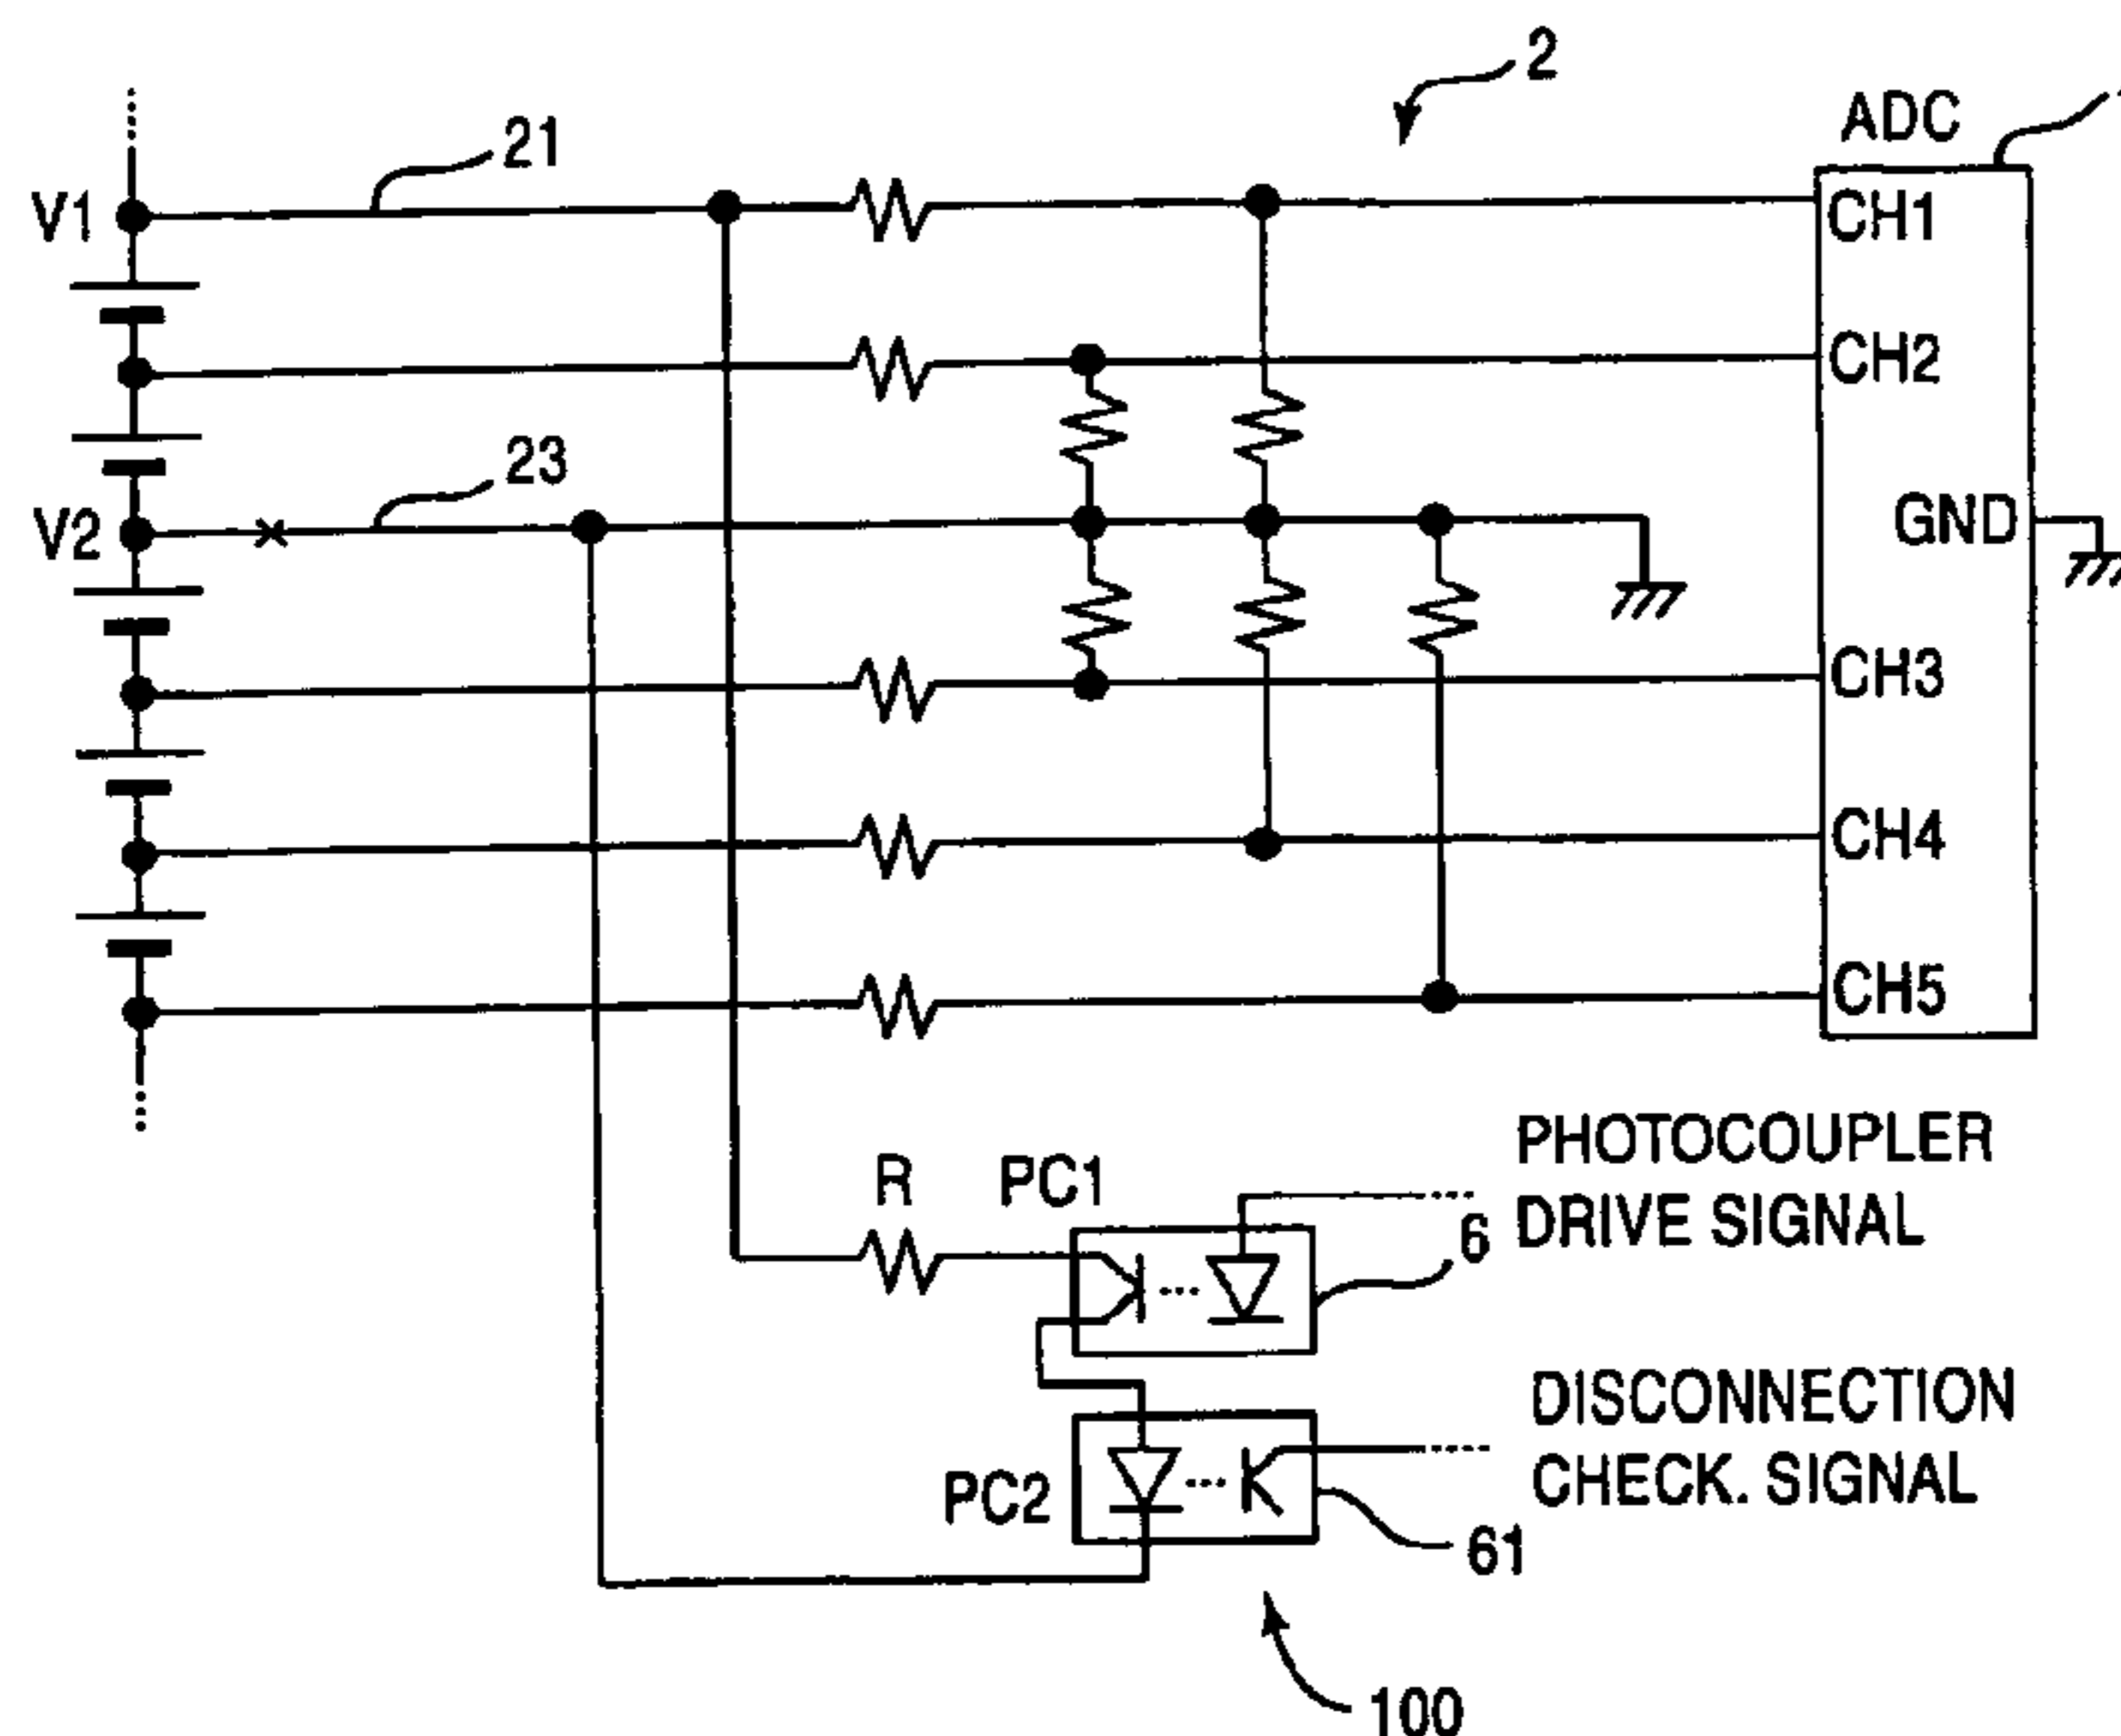 2
ADC
21
V1
CH1
CH2
23
V2
GND
CH3
CH4
CH5
PHOTOCOUPLER
DRIVE SIGNAL
R
PC1
6
DISCONNECTION
CHECK. SIGNAL
PC2
61
100